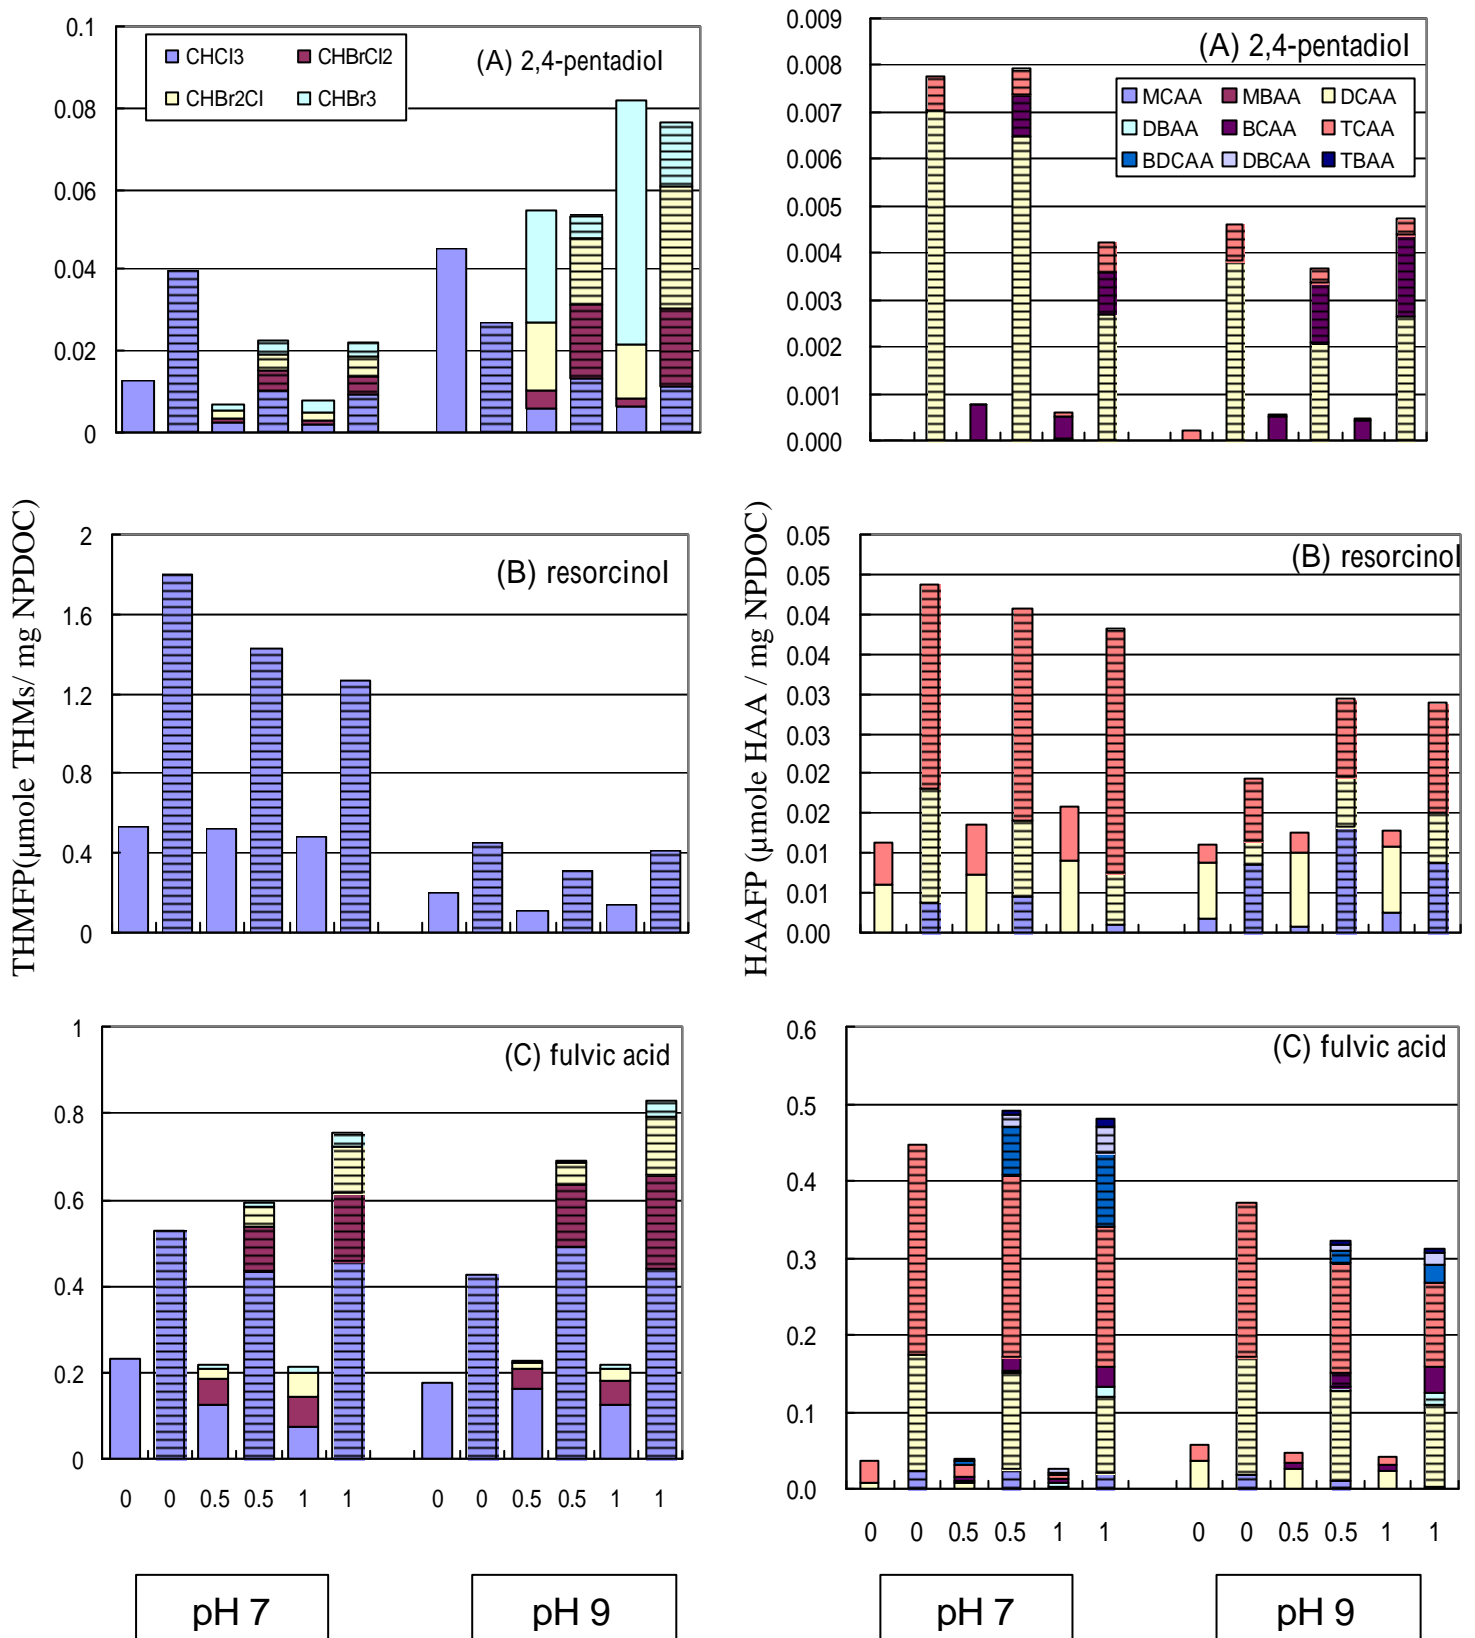 0.1
0.08
0.06
0.04
0.02
0
CHCl3 CHBrCl2
CHBr2Cl CHBr3
(A) 2,4-pentadiol
0.009
0.008
0.007
0.006
0.005
0.004
0.003
0.002
0.001
0.000
(A) 2,4-pentadiol
MCAA MBAA DCAA
DBAA BCAA TCAA
BDCAA DBCAA TBAA
THMFP(μmole THMs/ mg NPDOC)
2
1.6
1.2
0.8
0.4
0
(B) resorcinol
HAAFP (μmole HAA / mg NPDOC)
0.05
0.05
0.04
0.04
0.03
0.03
0.02
0.02
0.01
0.01
0.00
(B) resorcinol
1
0.8
0.6
0.4
0.2
0
(C) fulvic acid
0 0 0.5 0.5 1 1 0 0 0.5 0.5 1 1
pH 7 pH 9
0.6
0.5
0.4
0.3
0.2
0.1
0.0
(C) fulvic acid
0 0 0.5 0.5 1 1 0 0 0.5 0.5 1 1
pH 7 pH 9